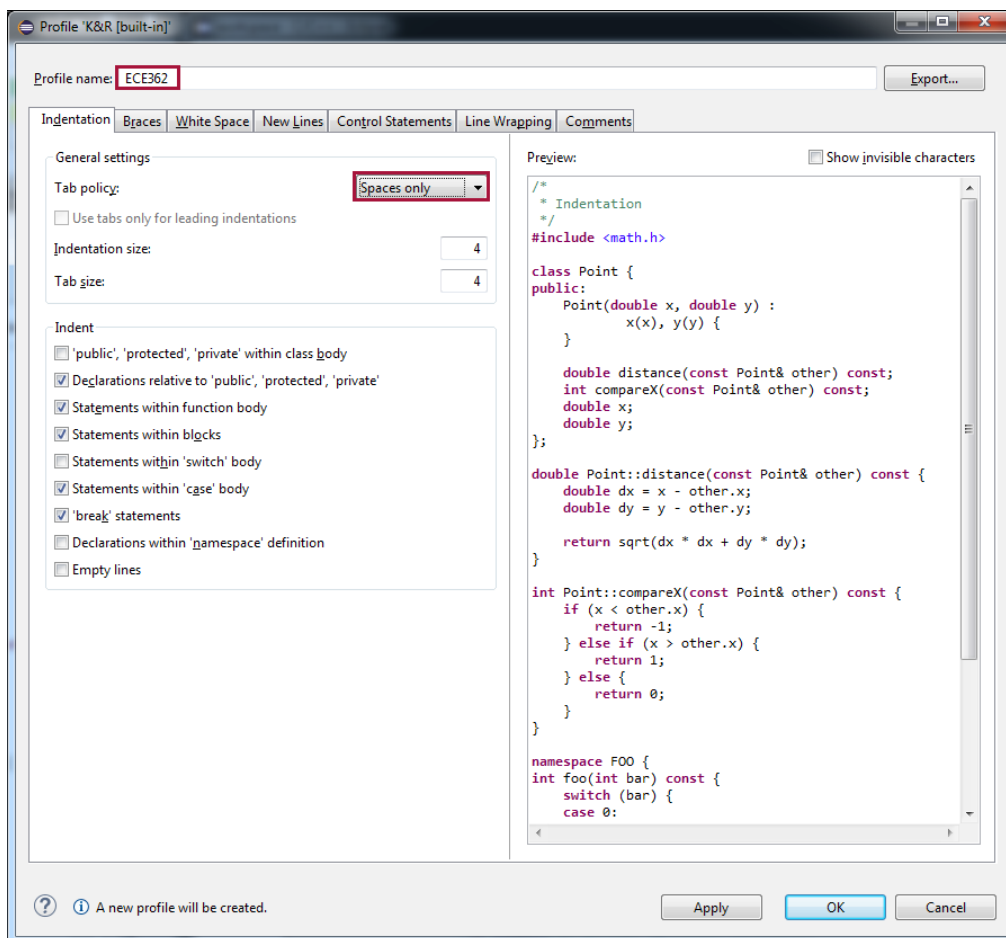 Profile 'K&R [built-in]'
Profile name: ECE362 Export...
Indentation Braces White Space New Lines Control Statements Line Wrapping Comments
General settings
Tab policy: Spaces only
Use tabs only for leading indentations
Indentation size: 4
Tab size: 4
Indent
'public', 'protected', 'private' within class body
Declarations relative to 'public', 'protected', 'private'
Statements within function body
Statements within blocks
Statements within 'switch' body
Statements within 'case' body
'break' statements
Declarations within 'namespace' definition
Empty lines
Preview: Show invisible characters
/*
 * Indentation
 */
#include <math.h>

class Point {
public:
    Point(double x, double y) :
            x(x), y(y) {
    }

    double distance(const Point& other) const;
    int compareX(const Point& other) const;
    double x;
    double y;
};

double Point::distance(const Point& other) const {
    double dx = x - other.x;
    double dy = y - other.y;

    return sqrt(dx * dx + dy * dy);
}

int Point::compareX(const Point& other) const {
    if (x < other.x) {
        return -1;
    } else if (x > other.x) {
        return 1;
    } else {
        return 0;
    }
}

namespace FOO {
int foo(int bar) const {
    switch (bar) {
    case 0:
? i A new profile will be created. Apply OK Cancel